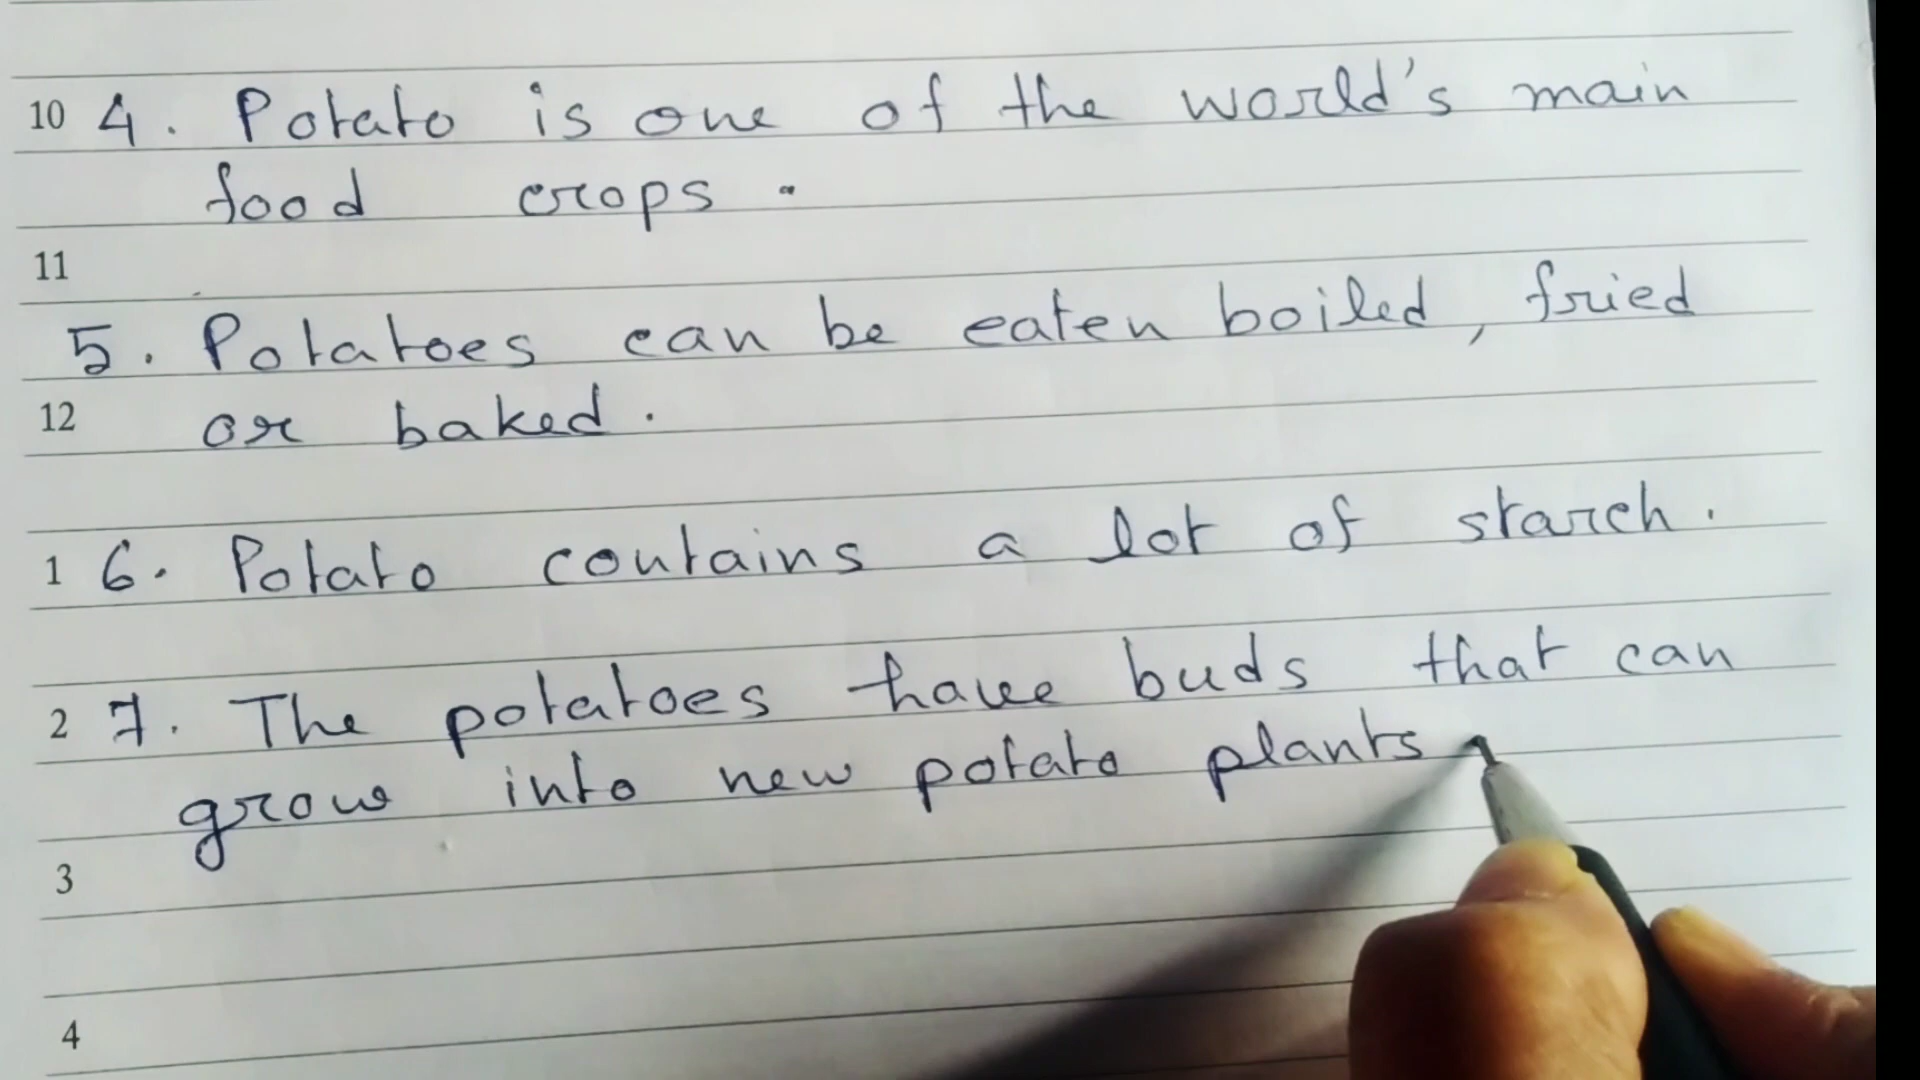 10 4. Potato is one of the world's main
food crops.
11
5. Potatoes can be eaten boiled, fried
12 or baked.
1 6. Potato contains a lot of starch.
2 7. The potatoes have buds that can
grow into new potato plants.
3
4